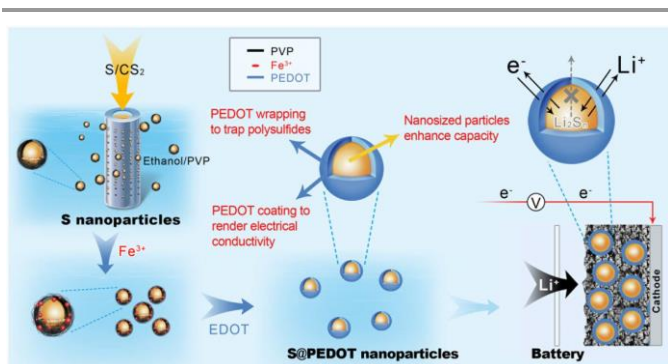 S/CS₂
Ethanol/PVP
S nanoparticles
Fe³⁺
EDOT
PVP
Fe³⁺
PEDOT
PEDOT wrapping
to trap polysulfides
Nanosized particles
enhance capacity
PEDOT coating to
render electrical
conductivity
S@PEDOT nanoparticles
e⁻
Li⁺
e⁻
V
e⁻
Li⁺
Cathode
Battery